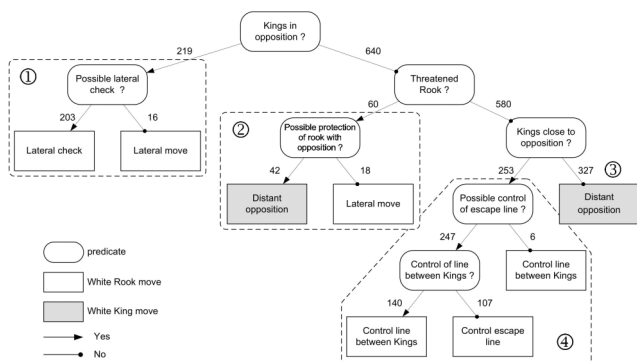 Kings in
opposition ?
219
640
①
Possible lateral
check ?
Threatened
Rook ?
203
16
60
580
②
Lateral check
Lateral move
Possible protection
of rook with
opposition ?
Kings close to
opposition ?
42
18
253
327
③
Distant
opposition
Lateral move
Possible control
of escape line ?
Distant
opposition
247
6
predicate
Control of line
between Kings ?
Control line
between Kings
White Rook move
140
107
White King move
Control line
between Kings
Control escape
line
④
Yes
No